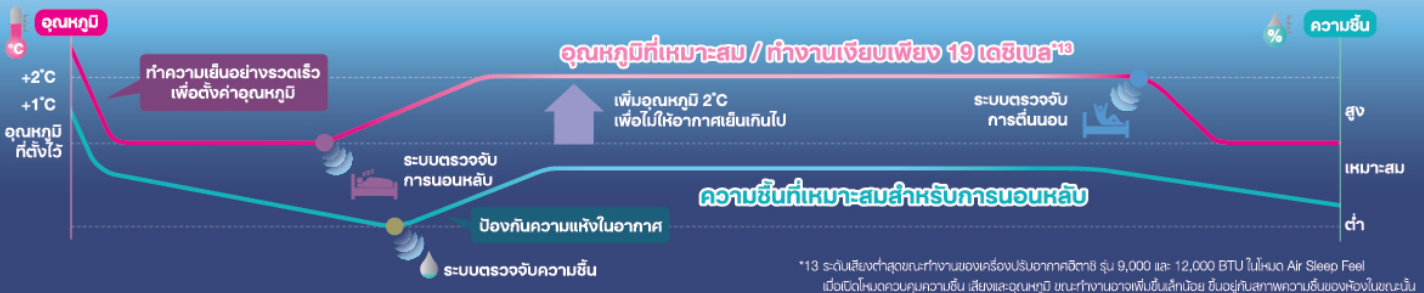 อุณหภูมิ
°C
+2°C
+1°C
อุณหภูมิ
ที่ตั้งไว้
ทำความเย็นอย่างรวดเร็ว
เพื่อตั้งค่าอุณหภูมิ
อุณหภูมิที่เหมาะสม / ทำงานเงียบเพียง 19 เดซิเบล*13
เพิ่มอุณหภูมิ 2°C
เพื่อไม่ให้อากาศเย็นเกินไป
ระบบตรวจจับ
การตื่นนอน
ความชื้น
%
สูง
เหมาะสม
ต่ำ
zzz
ระบบตรวจจับ
การนอนหลับ
ความชื้นที่เหมาะสมสำหรับการนอนหลับ
ป้องกันความแห้งในอากาศ
ระบบตรวจจับความชื้น
*13 ระดับเสียงต่ำสุดขณะทำงานของเครื่องปรับอากาศฮิตาชิ รุ่น 9,000 และ 12,000 BTU ในโหมด Air Sleep Feel
เมื่อเปิดโหมดควบคุมความชื้น เสียงและอุณหภูมิ ขณะทำงานอาจเพิ่มขึ้นเล็กน้อย ขึ้นอยู่กับสภาพความชื้นของห้องในขณะนั้น